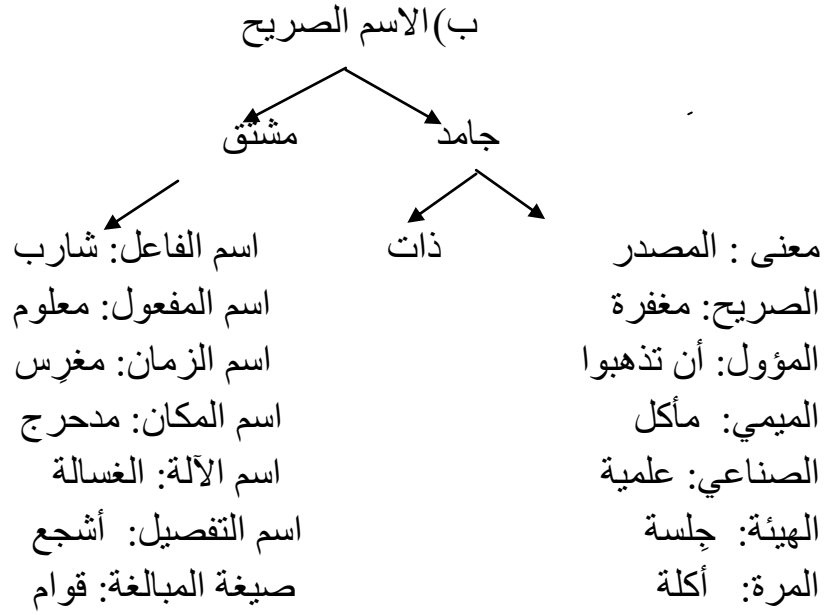 ب)الاسم الصريح
جامد مشتق
معنى : المصدر ذات اسم الفاعل: شارب
الصريح: مغفرة اسم المفعول: معلوم
المؤول: أن تذهبوا اسم الزمان: مغرِس
الميمي: مأكل اسم المكان: مدحرج
الصناعي: علمية اسم الآلة: الغسالة
الهيئة: جِلسة اسم التفصيل: أشجع
المرة: أكلة صيغة المبالغة: قوام